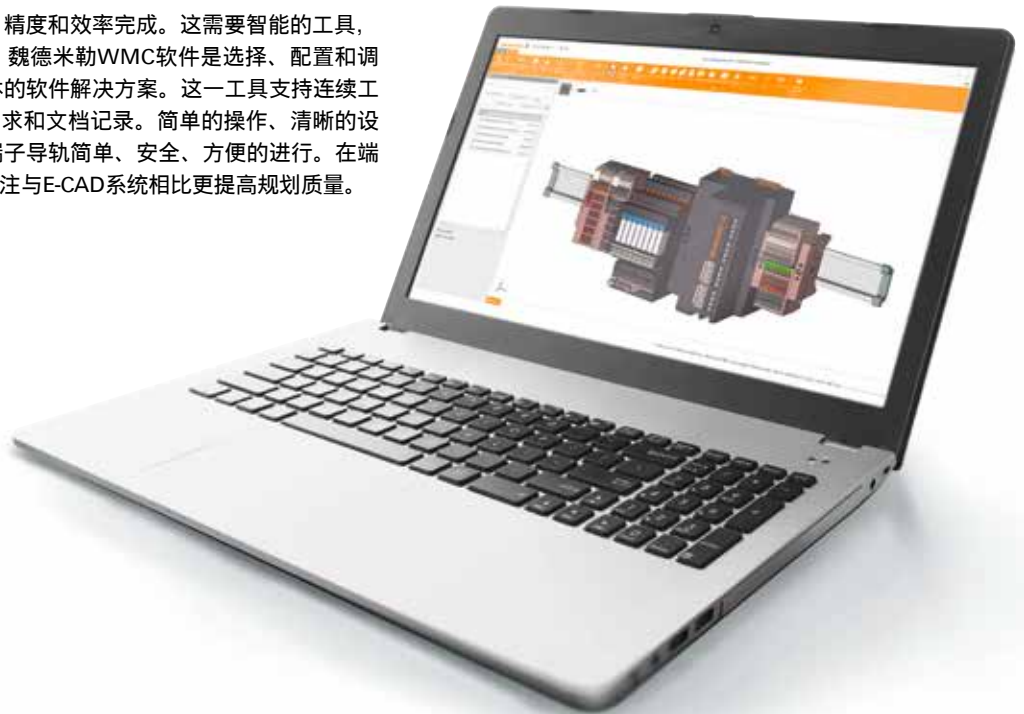 精度和效率完成。这需要智能的工具,
魏德米勒WMC软件是选择、配置和调
的软件解决方案。这一工具支持连续工
求和文档记录。简单的操作、清晰的设
端子导轨简单、安全、方便的进行。在端
注与E-CAD系统相比更提高规划质量。